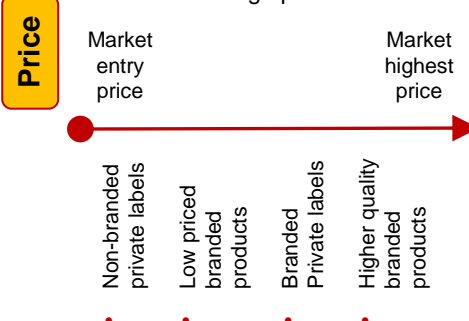 Price
Market
entry
price
Market
highest
price
Non-branded
private labels
Low priced
branded
products
Branded
Private labels
Higher quality
branded
products